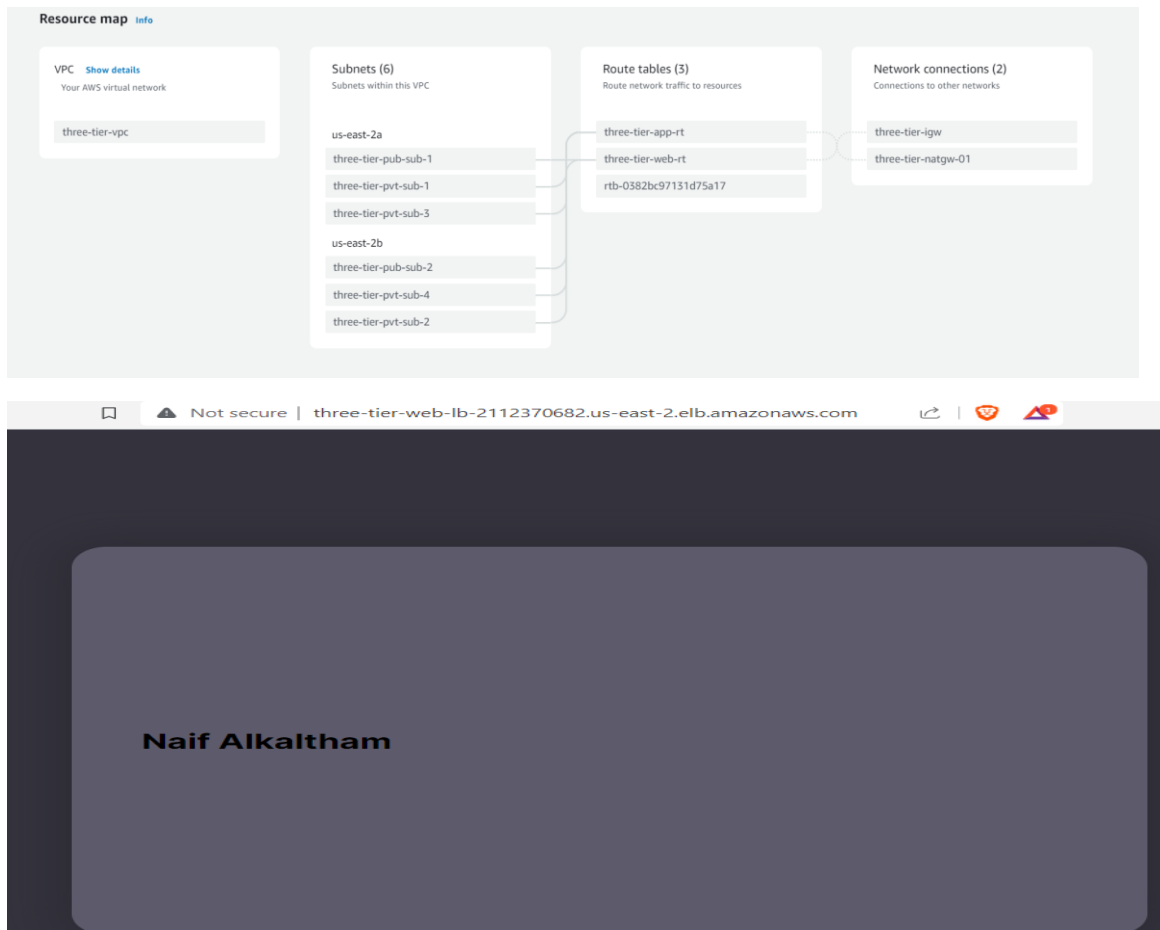 Resource map Info
VPC Show details
Your AWS virtual network
three-tier-vpc
Subnets (6)
Subnets within this VPC
us-east-2a
three-tier-pub-sub-1
three-tier-pvt-sub-1
three-tier-pvt-sub-3
us-east-2b
three-tier-pub-sub-2
three-tier-pvt-sub-4
three-tier-pvt-sub-2
Route tables (3)
Route network traffic to resources
three-tier-app-rt
three-tier-web-rt
rtb-0382bc97131d75a17
Network connections (2)
Connections to other networks
three-tier-igw
three-tier-natgw-01
Not secure | three-tier-web-lb-2112370682.us-east-2.elb.amazonaws.com
1
Naif Alkaltham